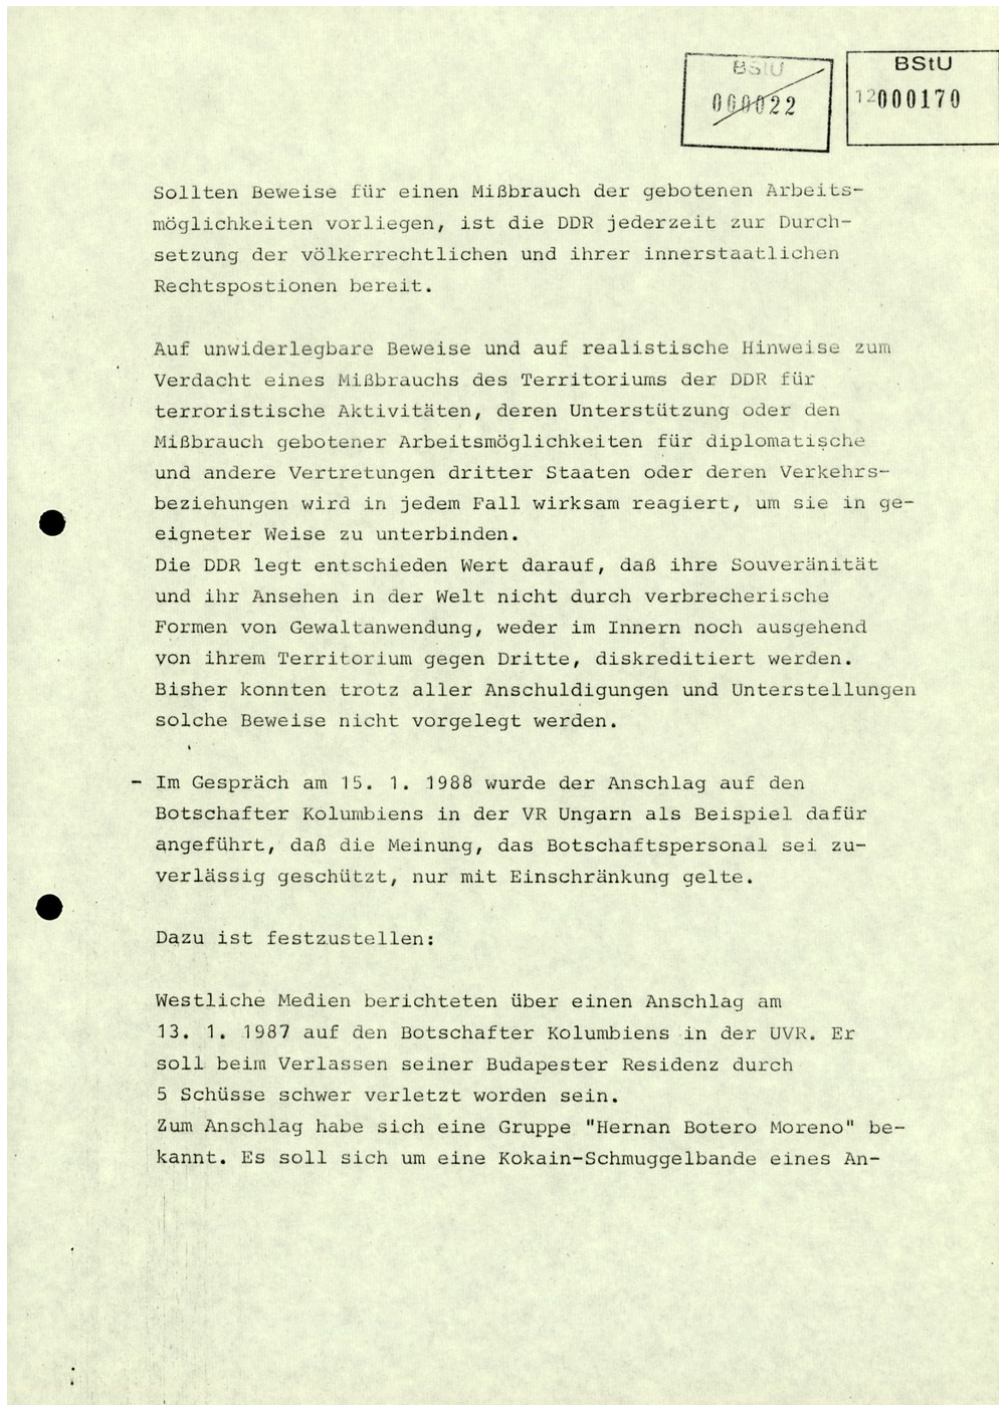 BStU
000022
BStU
12000170
Sollten Beweise für einen Mißbrauch der gebotenen Arbeits-
möglichkeiten vorliegen, ist die DDR jederzeit zur Durch-
setzung der völkerrechtlichen und ihrer innerstaatlichen
Rechtspostionen bereit.
Auf unwiderlegbare Beweise und auf realistische Hinweise zum
Verdacht eines Mißbrauchs des Territoriums der DDR für
terroristische Aktivitäten, deren Unterstützung oder den
Mißbrauch gebotener Arbeitsmöglichkeiten für diplomatische
und andere Vertretungen dritter Staaten oder deren Verkehrs-
beziehungen wird in jedem Fall wirksam reagiert, um sie in ge-
eigneter Weise zu unterbinden.
Die DDR legt entschieden Wert darauf, daß ihre Souveränität
und ihr Ansehen in der Welt nicht durch verbrecherische
Formen von Gewaltanwendung, weder im Innern noch ausgehend
von ihrem Territorium gegen Dritte, diskreditiert werden.
Bisher konnten trotz aller Anschuldigungen und Unterstellungen
solche Beweise nicht vorgelegt werden.
- Im Gespräch am 15. 1. 1988 wurde der Anschlag auf den
Botschafter Kolumbiens in der VR Ungarn als Beispiel dafür
angeführt, daß die Meinung, das Botschaftspersonal sei zu-
verlässig geschützt, nur mit Einschränkung gelte.
Dazu ist festzustellen:
Westliche Medien berichteten über einen Anschlag am
13. 1. 1987 auf den Botschafter Kolumbiens in der UVR. Er
soll beim Verlassen seiner Budapester Residenz durch
5 Schüsse schwer verletzt worden sein.
Zum Anschlag habe sich eine Gruppe "Hernan Botero Moreno" be-
kannt. Es soll sich um eine Kokain-Schmuggelbande eines An-